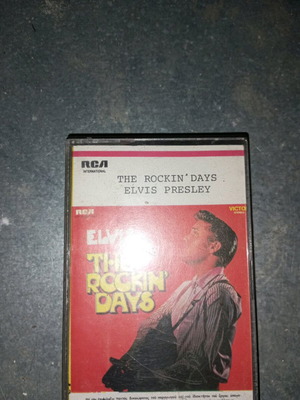 RCA
INTERNATIONAL
THE ROCKIN'DAYS
ELVIS PRESLEY
RCA
VICTOR
ELVIS
THE
ROCKIN'
DAYS